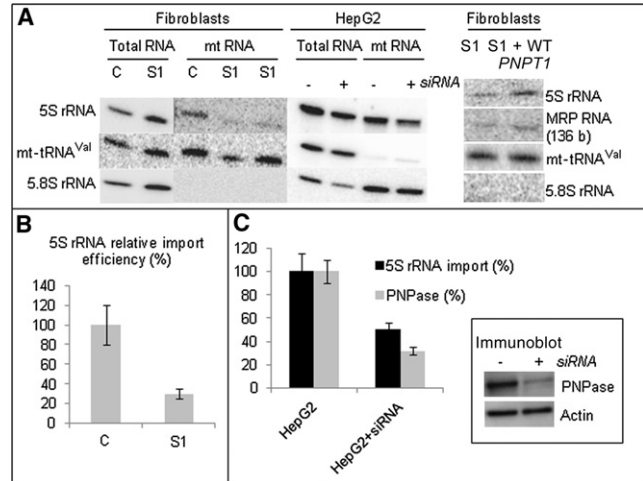 A
Fibroblasts
HepG2
Fibroblasts
Total RNA
mt RNA
Total RNA
mt RNA
S1 S1 + WT
PNPT1
C S1
C S1 S1
- + - + siRNA
5S rRNA
mt-tRNAVal
5.8S rRNA
5S rRNA
MRP RNA
(136 b)
mt-tRNAVal
5.8S rRNA
B
5S rRNA relative import
efficiency (%)
140
120
100
80
60
40
20
0
C S1
C
120
100
80
60
40
20
0
HepG2
HepG2+siRNA
5S rRNA import (%)
PNPase (%)
Immunoblot
- + siRNA
PNPase
Actin